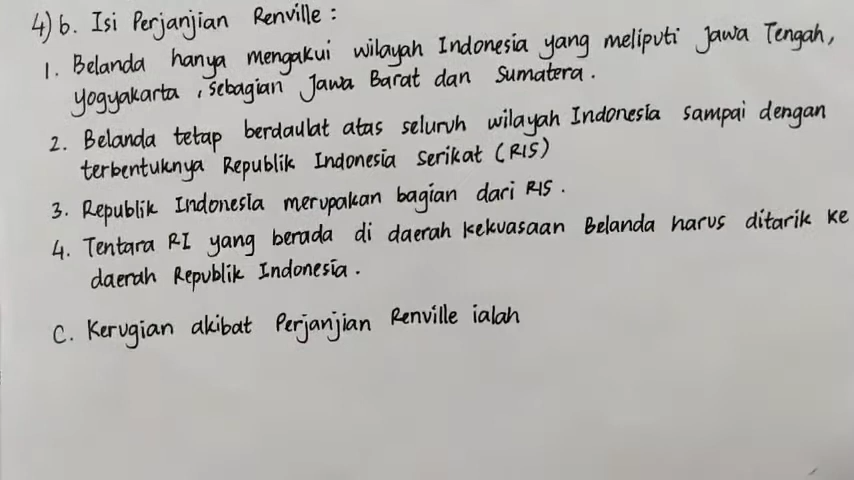 4) b. Isi Perjanjian Renville :
1. Belanda hanya mengakui wilayah Indonesia yang meliputi Jawa Tengah,
Yogyakarta , sebagian Jawa Barat dan Sumatera.
2. Belanda tetap berdaulat atas seluruh wilayah Indonesia sampai dengan
terbentuknya Republik Indonesia Serikat (RIS)
3. Republik Indonesia merupakan bagian dari RIS.
4. Tentara RI yang berada di daerah kekuasaan Belanda harus ditarik ke
daerah Republik Indonesia.
C. Kerugian akibat Perjanjian Renville ialah